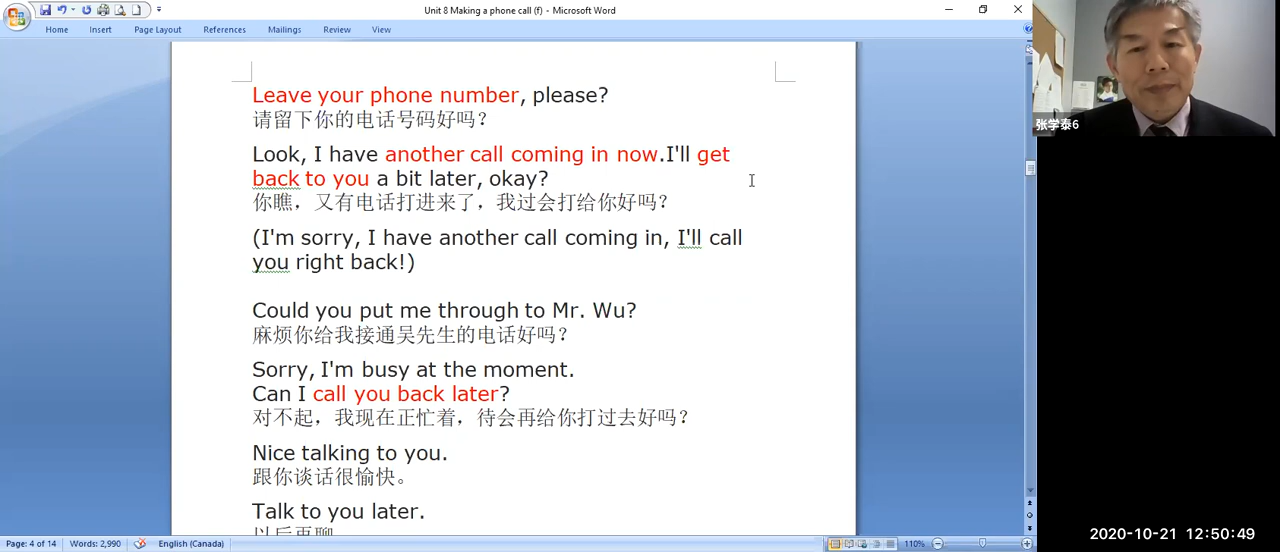 Unit 8 Making a phone call (f) - Microsoft Word
Home Insert Page Layout References Mailings Review View
Leave your phone number, please?
请留下你的电话号码好吗？
Look, I have another call coming in now.I'll get
back to you a bit later, okay?
你瞧，又有电话打进来了，我过会打给你好吗？
(I'm sorry, I have another call coming in, I'll call
you right back!)
Could you put me through to Mr. Wu?
麻烦你给我接通吴先生的电话好吗？
Sorry, I'm busy at the moment.
Can I call you back later?
对不起，我现在正忙着，待会再给你打过去好吗？
Nice talking to you.
跟你谈话很愉快。
Talk to you later.
以后再聊
Page: 4 of 14 Words: 2,990 English (Canada) 110%
张学泰6
2020-10-21 12:50:49